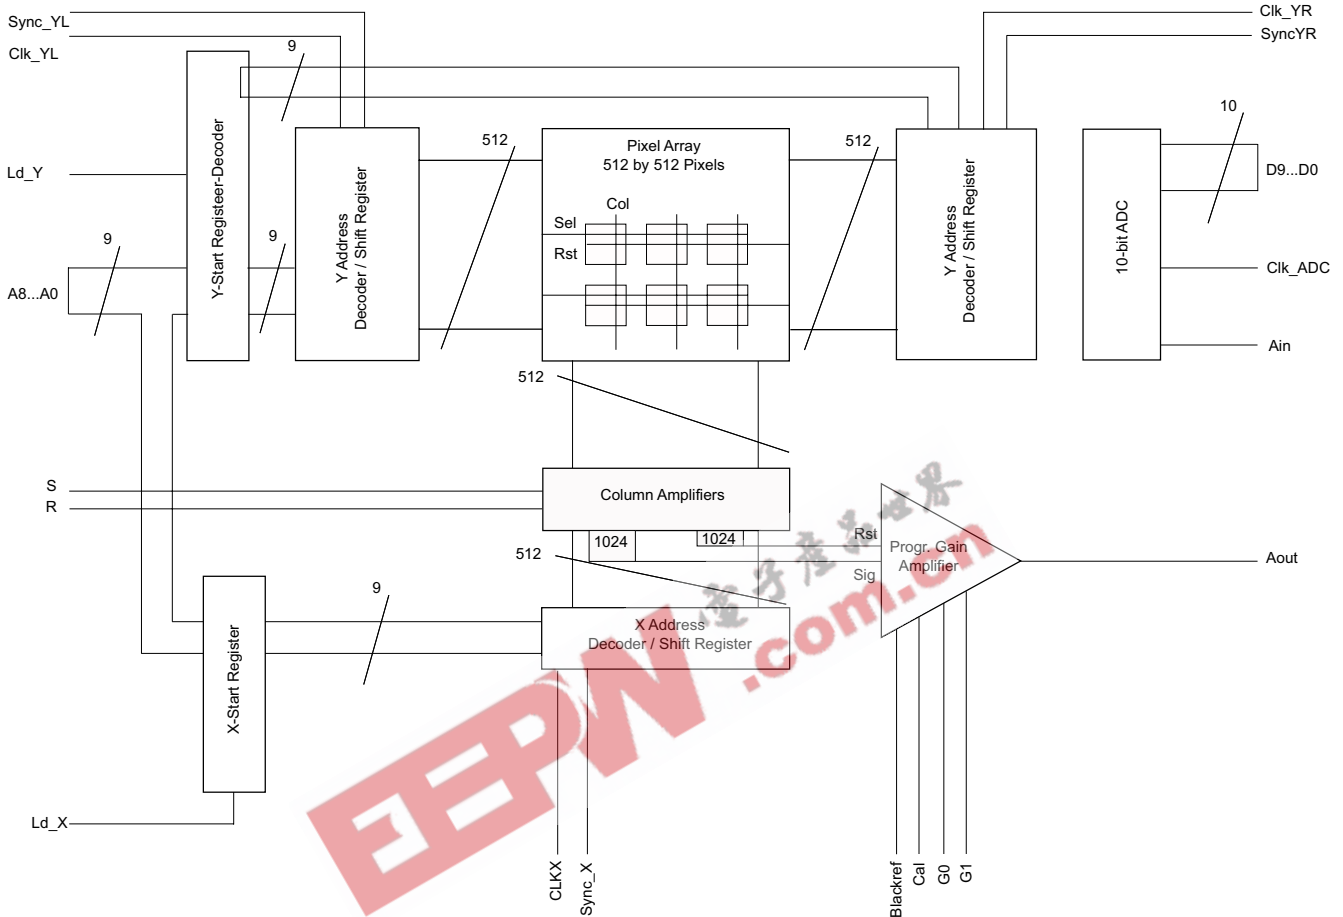 Sync_YL
Clk_YL
Clk_YR
SyncYR
9
Ld_Y
Y-Start Registeer-Decoder
512
Pixel Array
512 by 512 Pixels
512
10
D9...D0
Y Address
Decoder / Shift Register
Col
Sel
Rst
Y Address
Decoder / Shift Register
10-bit ADC
9
9
A8...A0
Clk_ADC
Ain
512
S
R
Column Amplifiers
1024
1024
512
Rst
Sig
Progr. Gain
Amplifier
Aout
電子產品世界
.com.cn
EEPW
X-Start Register
9
X Address
Decoder / Shift Register
Ld_X
CLKX
Sync_X
Blackref
Cal
G0
G1